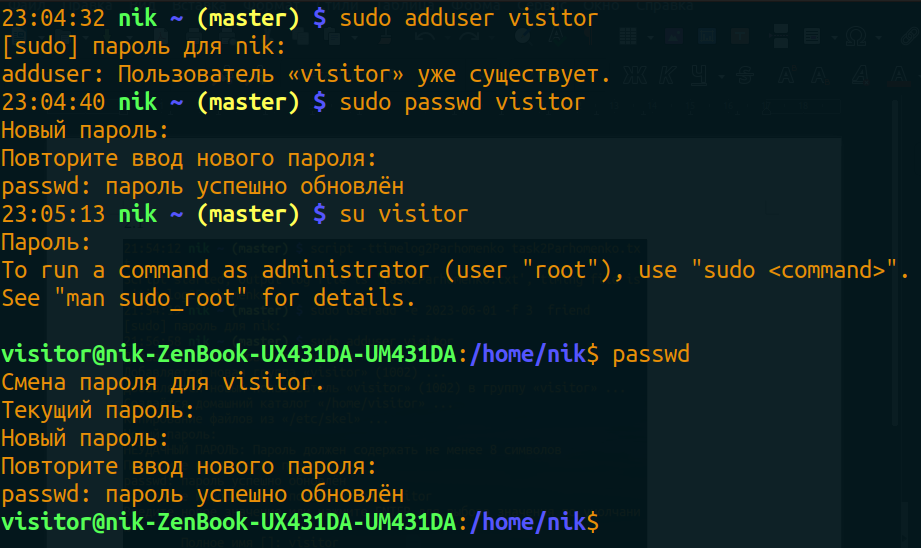 23:04:32 nik ~ (master) $ sudo adduser visitor
[sudo] пароль для nik:
adduser: Пользователь «visitor» уже существует.
23:04:40 nik ~ (master) $ sudo passwd visitor
Новый пароль:
Повторите ввод нового пароля:
passwd: пароль успешно обновлён
23:05:13 nik ~ (master) $ su visitor
Пароль:
To run a command as administrator (user "root"), use "sudo <command>".
See "man sudo_root" for details.
visitor@nik-ZenBook-UX431DA-UM431DA:/home/nik$ passwd
Смена пароля для visitor.
Текущий пароль:
Новый пароль:
Повторите ввод нового пароля:
passwd: пароль успешно обновлён
visitor@nik-ZenBook-UX431DA-UM431DA:/home/nik$